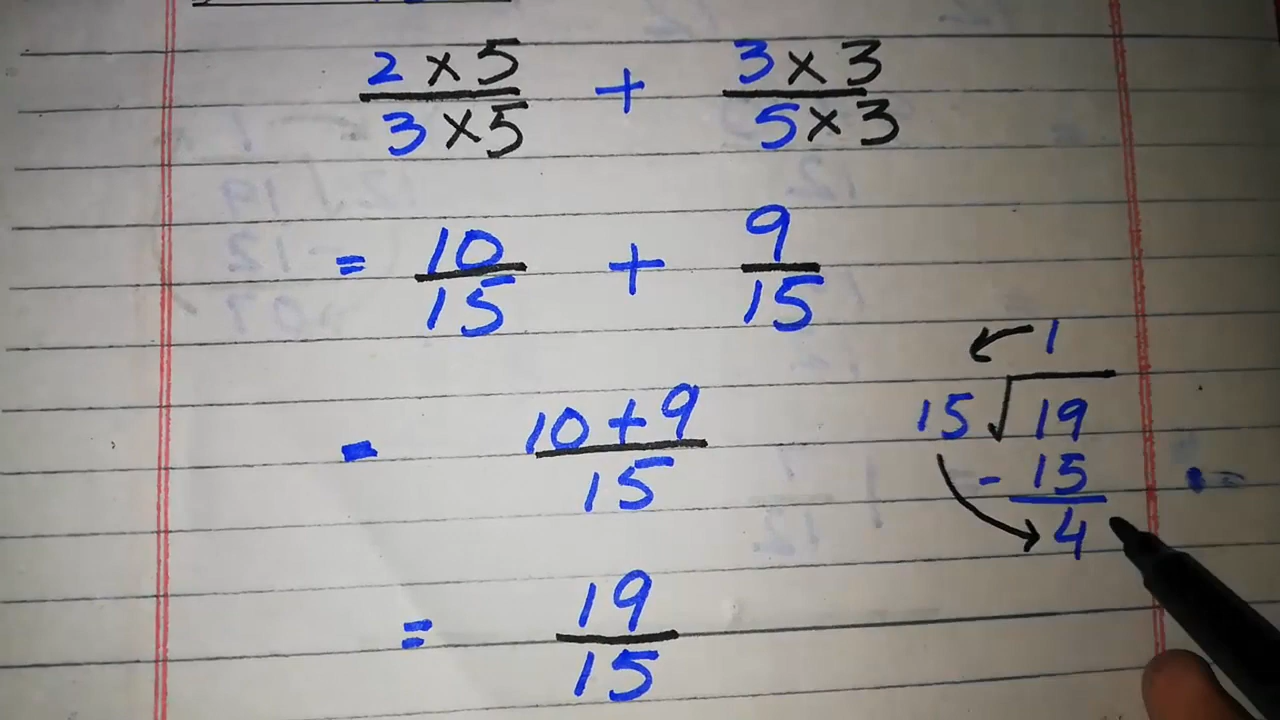 2 × 5 / 3 × 5 + 3 × 3 / 5 × 3
= 10/15 + 9/15
= 10 + 9 / 15
= 19/15
1
15 √ 19
- 15
4